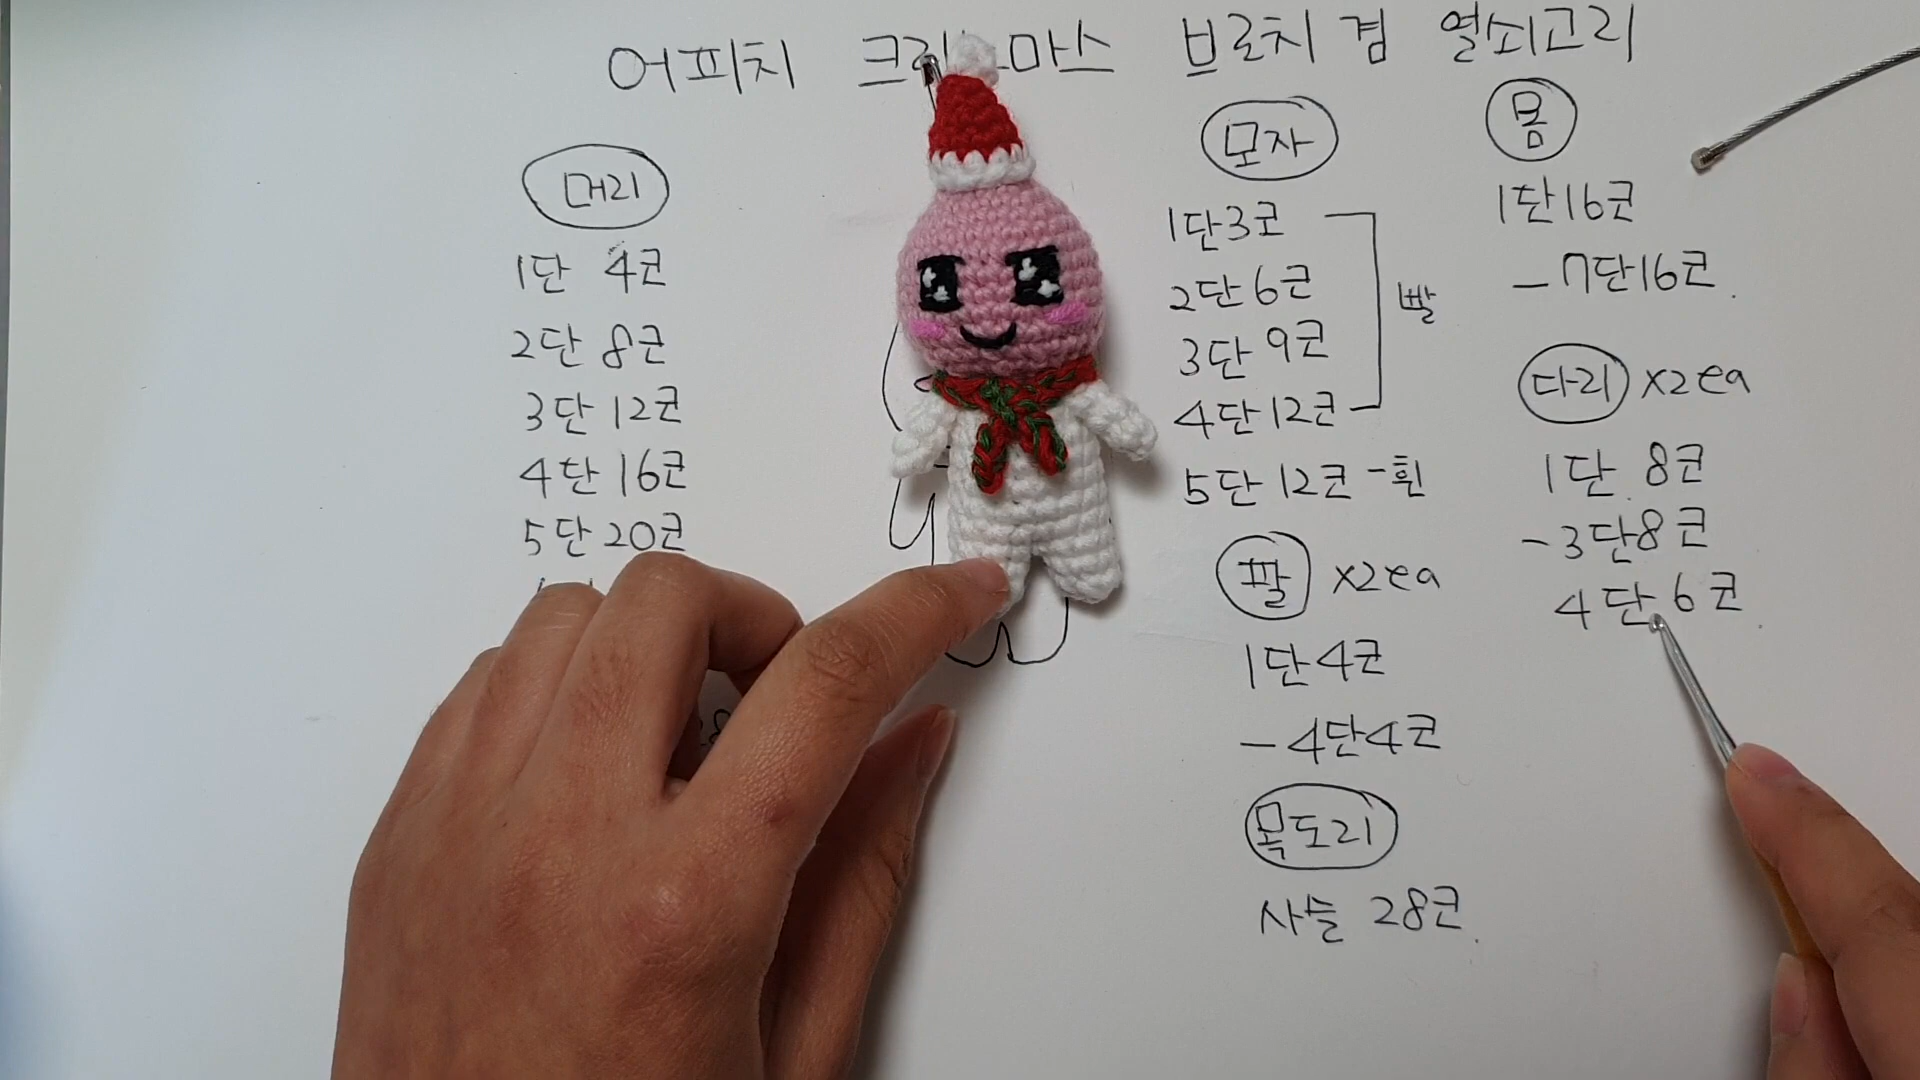 어피치 크리스마스 브로치 겸 열쇠고리
머리
1단 4코
2단 8코
3단 12코
4단 16코
5단 20코
모자
1단3코
2단6코
3단 9코
4단12코
빨
5단 12코 - 흰
팔 x2ea
1단4코
- 4단4코
목도리
사슬 28코
몸
1단16코
- 7단16코
다리 x2ea
1단 8코
- 3단8코
4단 6코